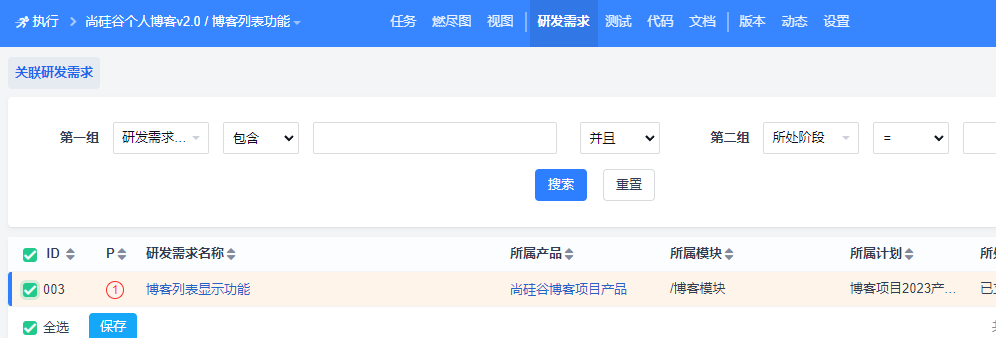 执行 尚硅谷个人博客v2.0 / 博客列表功能 任务 燃尽图 视图 研发需求 测试 代码 文档 版本 动态 设置
关联研发需求
第一组 研发需求... 包含 并且 第二组 所处阶段 =
搜索 重置
ID P 研发需求名称 所属产品 所属模块 所属计划
003 1 博客列表显示功能 尚硅谷博客项目产品 /博客模块 博客项目2023产...
全选 保存